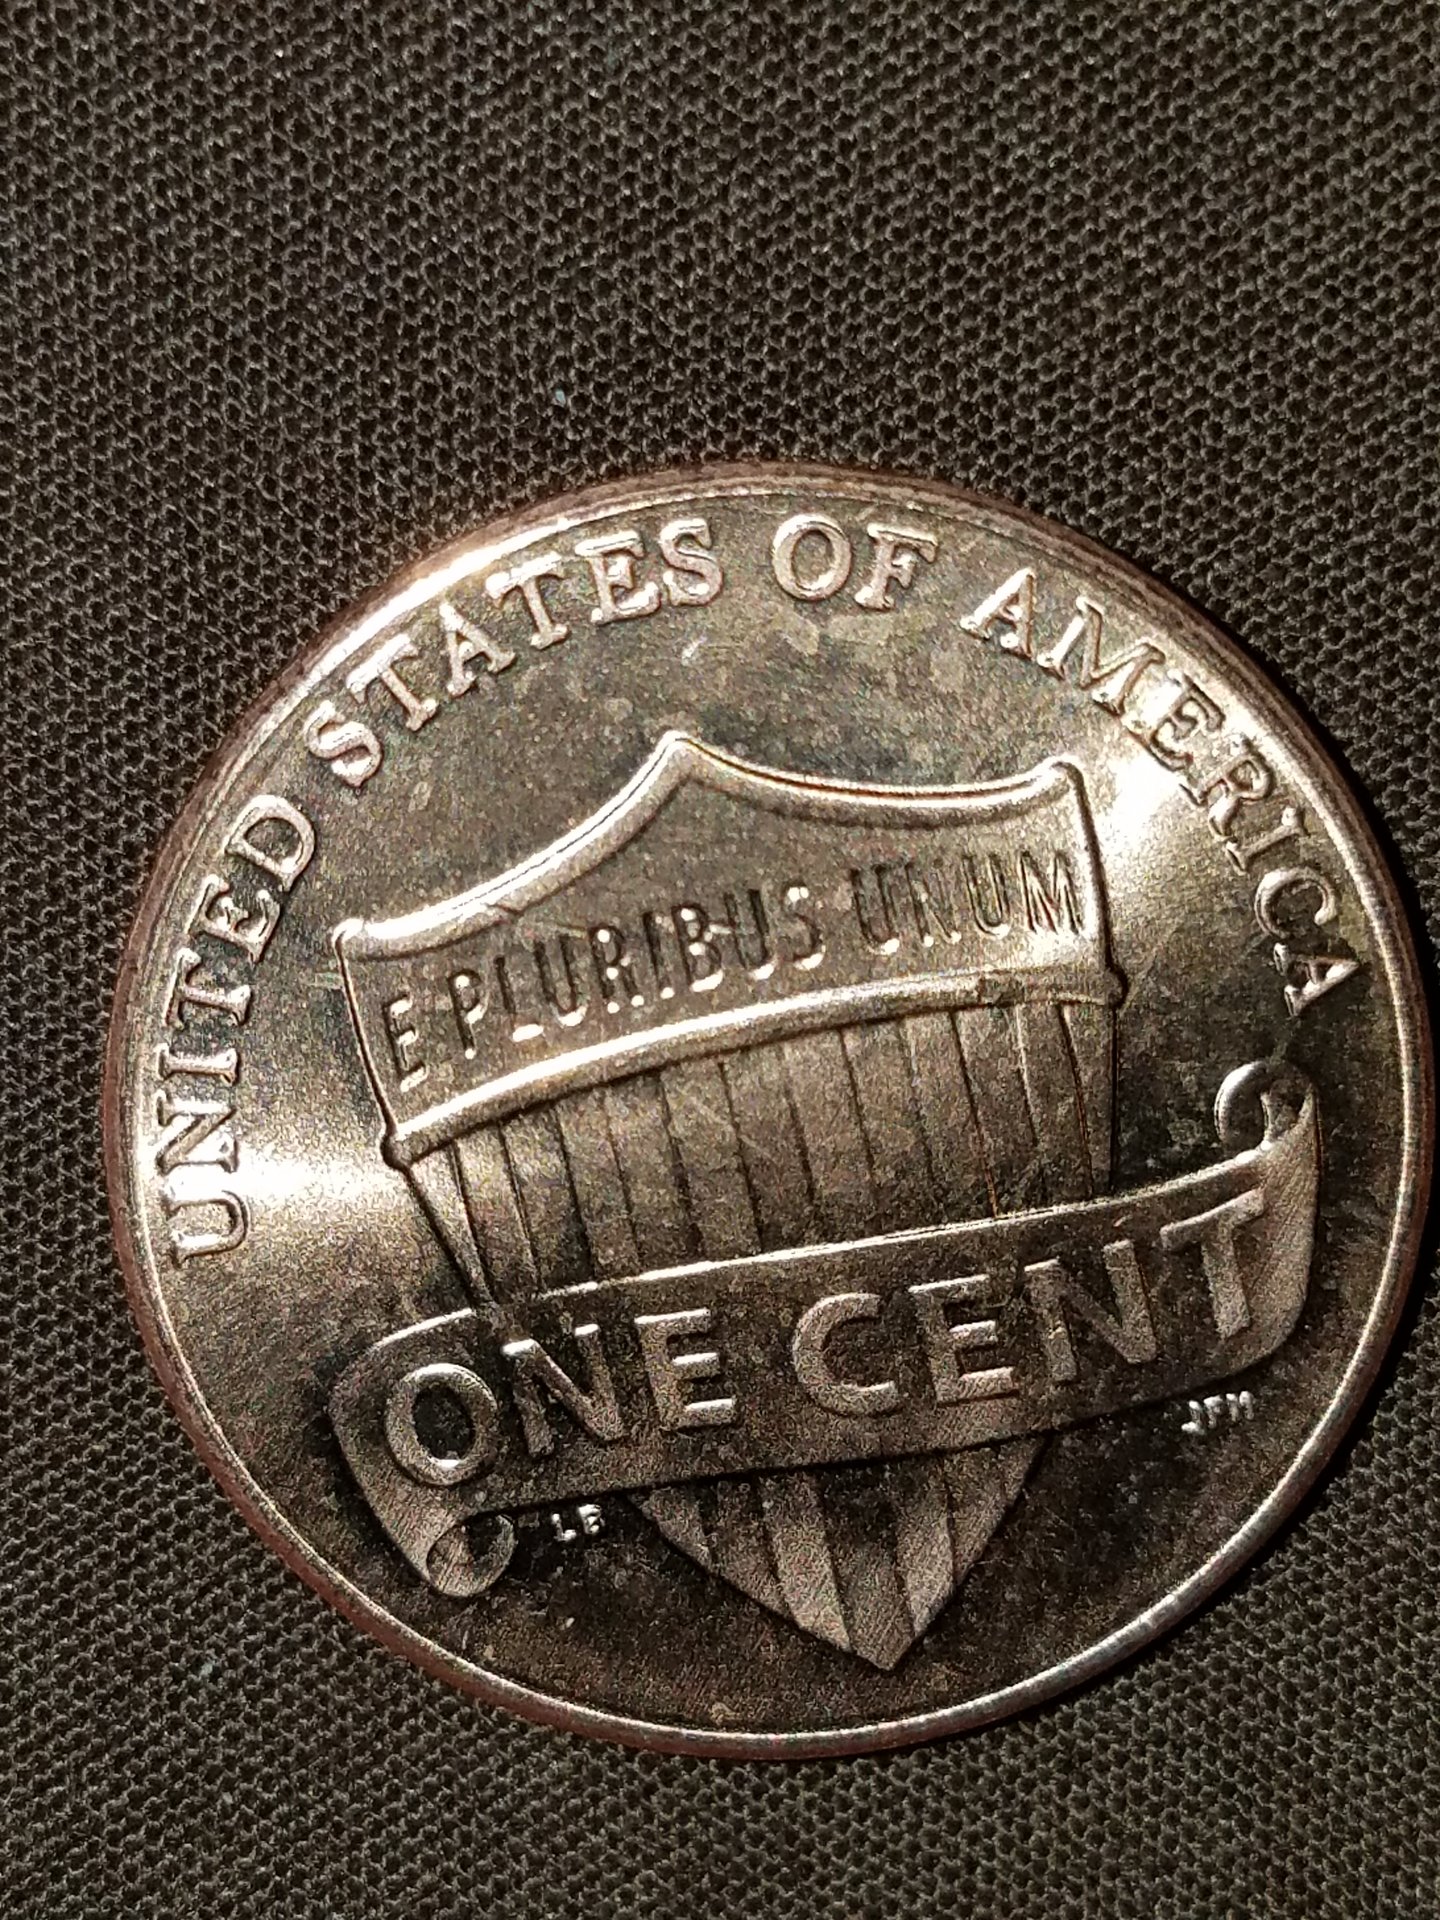 UNITED STATES OF AMERICA
E PLURIBUS UNUM
ONE CENT
LB
JFM